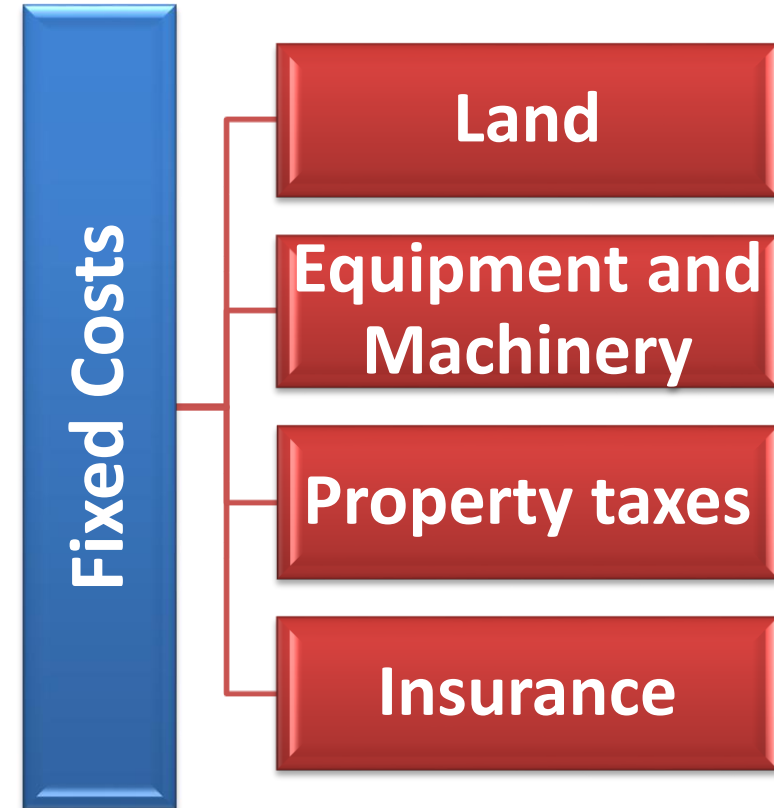 Fixed Costs
Land
Equipment and
Machinery
Property taxes
Insurance